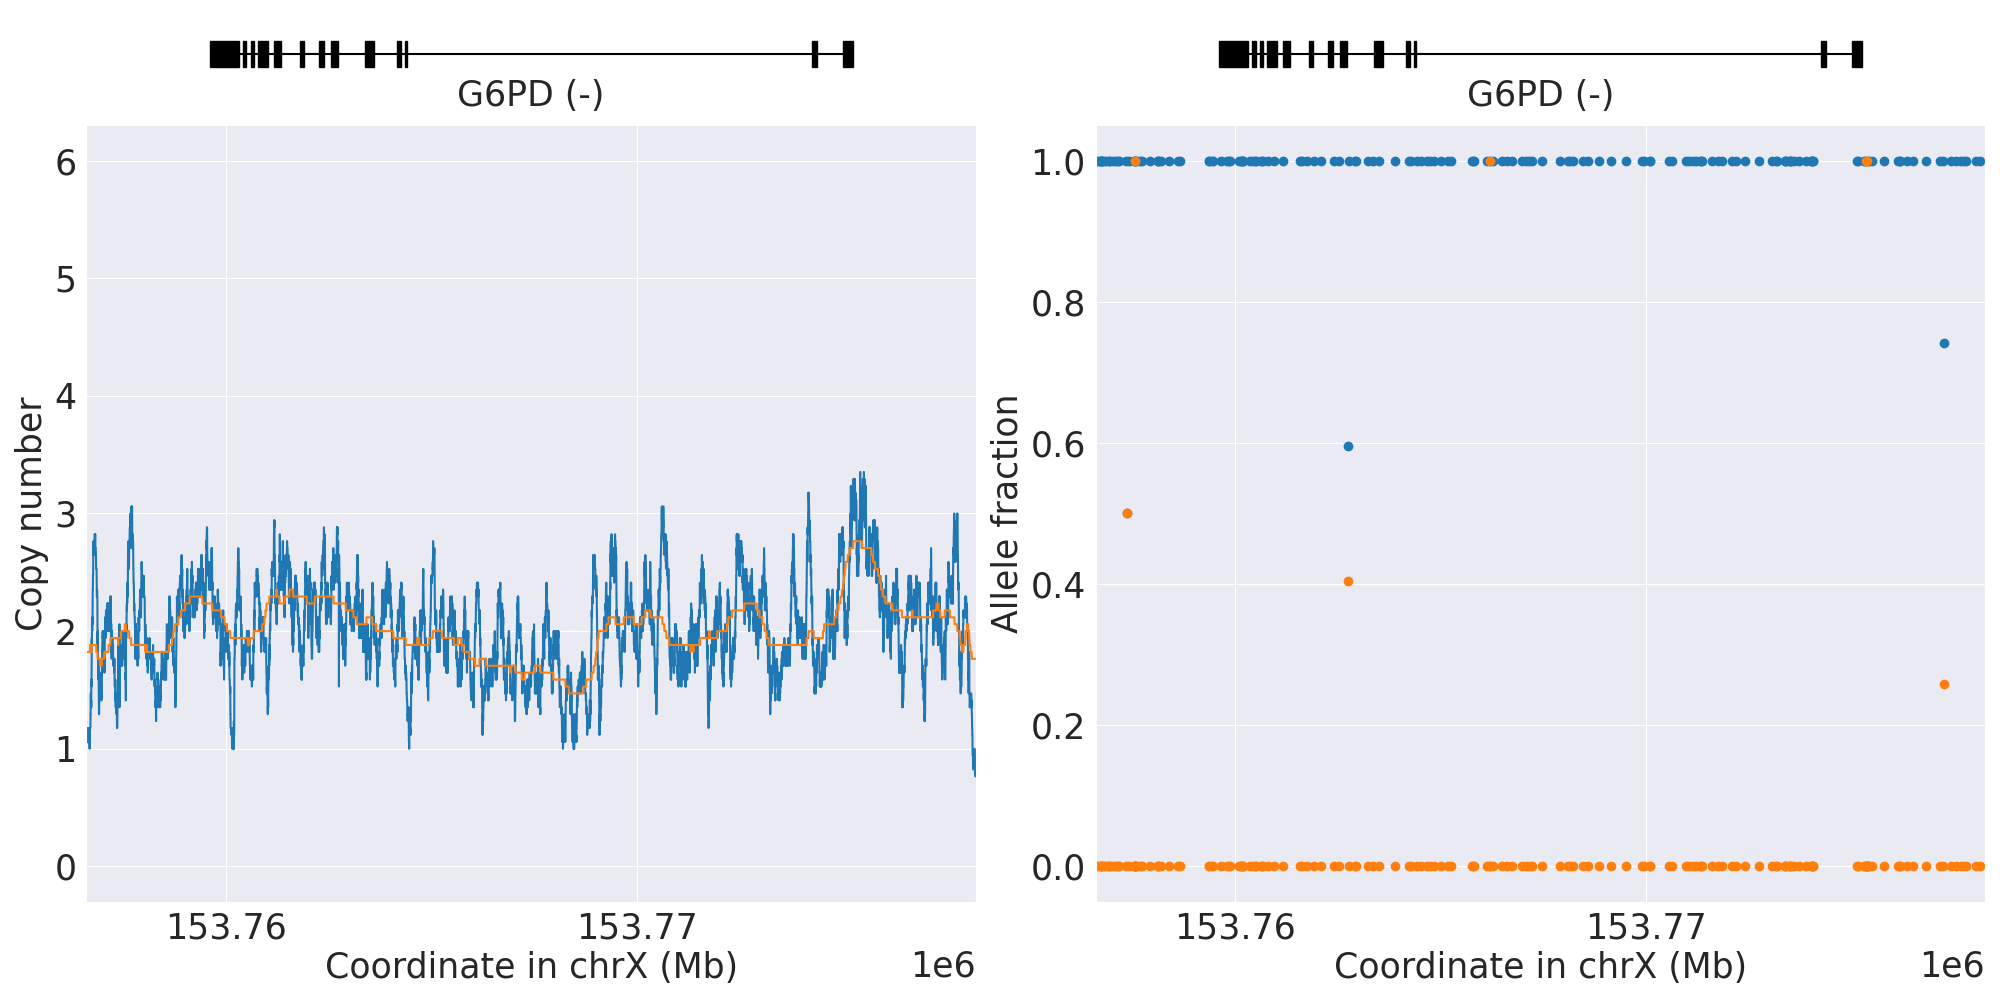 G6PD (-)
6
5
4
3
2
1
0
Copy number
153.76
153.77
Coordinate in chrX (Mb)
1e6
G6PD (-)
1.0
0.8
0.6
0.4
0.2
0.0
Allele fraction
153.76
153.77
Coordinate in chrX (Mb)
1e6